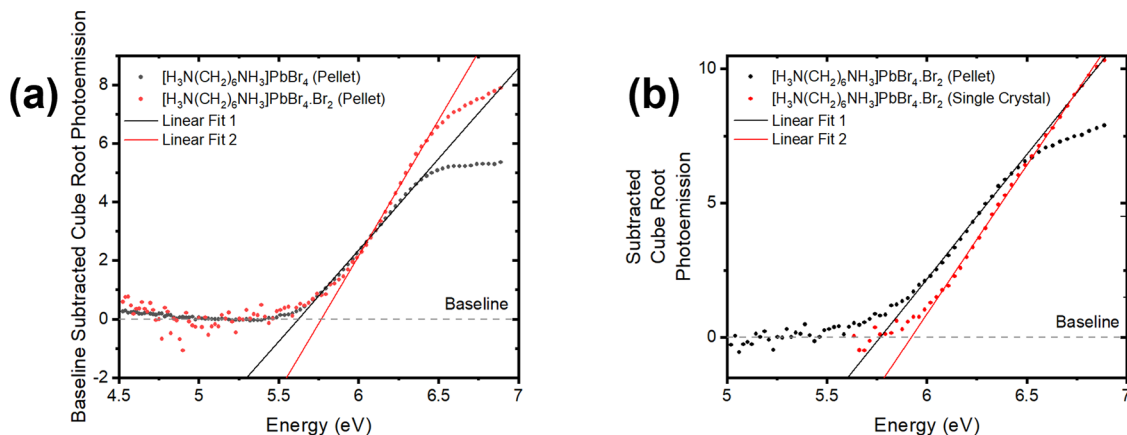 (a)
Baseline Subtracted Cube Root Photoemission
8
6
4
2
0
-2
[H₃N(CH₂)₆NH₃]PbBr₄ (Pellet)
[H₃N(CH₂)₆NH₃]PbBr₄.Br₂ (Pellet)
Linear Fit 1
Linear Fit 2
Baseline
4.5 5.0 5.5 6.0 6.5 7
Energy (eV)
(b)
Subtracted
Cube Root
Photoemission
10
5
0
[H₃N(CH₂)₆NH₃]PbBr₄.Br₂ (Pellet)
[H₃N(CH₂)₆NH₃]PbBr₄.Br₂ (Single Crystal)
Linear Fit 1
Linear Fit 2
Baseline
5 5.5 6 6.5 7
Energy (eV)